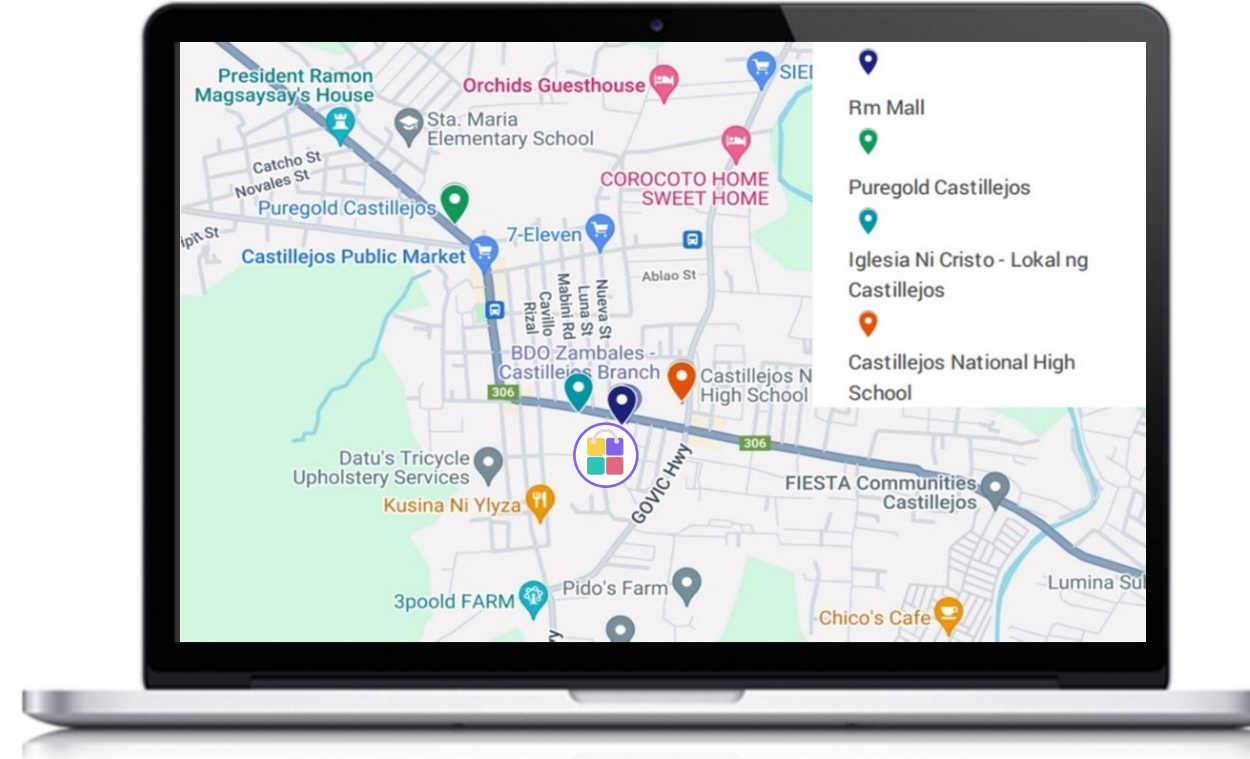 President Ramon
Magsaysay's House
Orchids Guesthouse
Sta. Maria
Elementary School
Catcho St
Novales St
COROCOTO HOME
SWEET HOME
Puregold Castillejos
7-Eleven
Castillejos Public Market
Ablao St
Rizal
Cavillo
Mabini Rd
Luna St
Nueva St
BDO Zambales -
Castillejos Branch
Castillejos N
High School
306
306
Datu's Tricycle
Upholstery Services
GOVIC Hwy
FIESTA Communities
Castillejos
Kusina Ni Ylyza
Pido's Farm
3poold FARM
Lumina Su
Chico's Cafe
Rm Mall
Puregold Castillejos
Iglesia Ni Cristo - Lokal ng
Castillejos
Castillejos National High
School